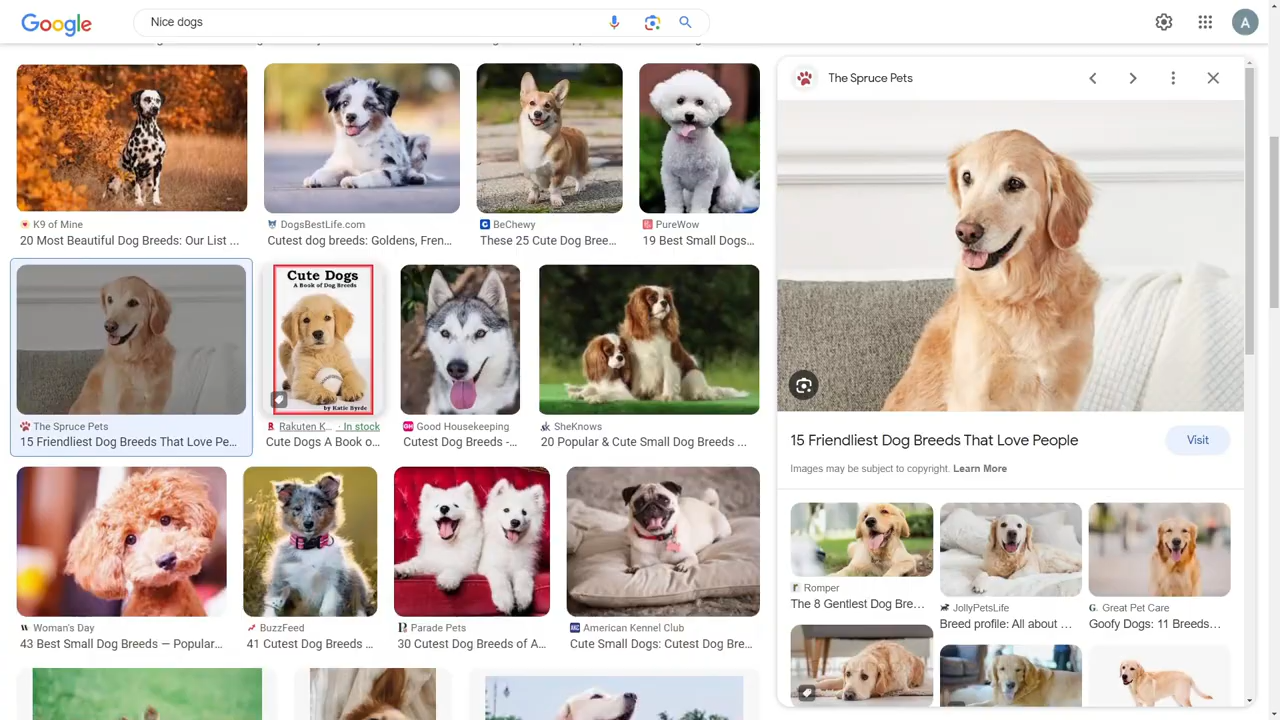 Google
Nice dogs
A
K9 of Mine
20 Most Beautiful Dog Breeds: Our List ...
DogsBestLife.com
Cutest dog breeds: Goldens, Fren...
BeChewy
These 25 Cute Dog Bree...
PureWow
19 Best Small Dogs...
The Spruce Pets
15 Friendliest Dog Breeds That Love Pe...
Cute Dogs
A Book of Dog Breeds
by Katie Byrde
Rakuten K... · In stock
Cute Dogs A Book o...
GH Good Housekeeping
Cutest Dog Breeds -...
SheKnows
20 Popular & Cute Small Dog Breeds ...
Woman's Day
43 Best Small Dog Breeds — Popular...
BuzzFeed
41 Cutest Dog Breeds ...
Parade Pets
30 Cutest Dog Breeds of A...
American Kennel Club
Cute Small Dogs: Cutest Dog Bre...
The Spruce Pets
15 Friendliest Dog Breeds That Love People
Visit
Images may be subject to copyright. Learn More
Romper
The 8 Gentlest Dog Bre...
JollyPetsLife
Breed profile: All about ...
G. Great Pet Care
Goofy Dogs: 11 Breeds...